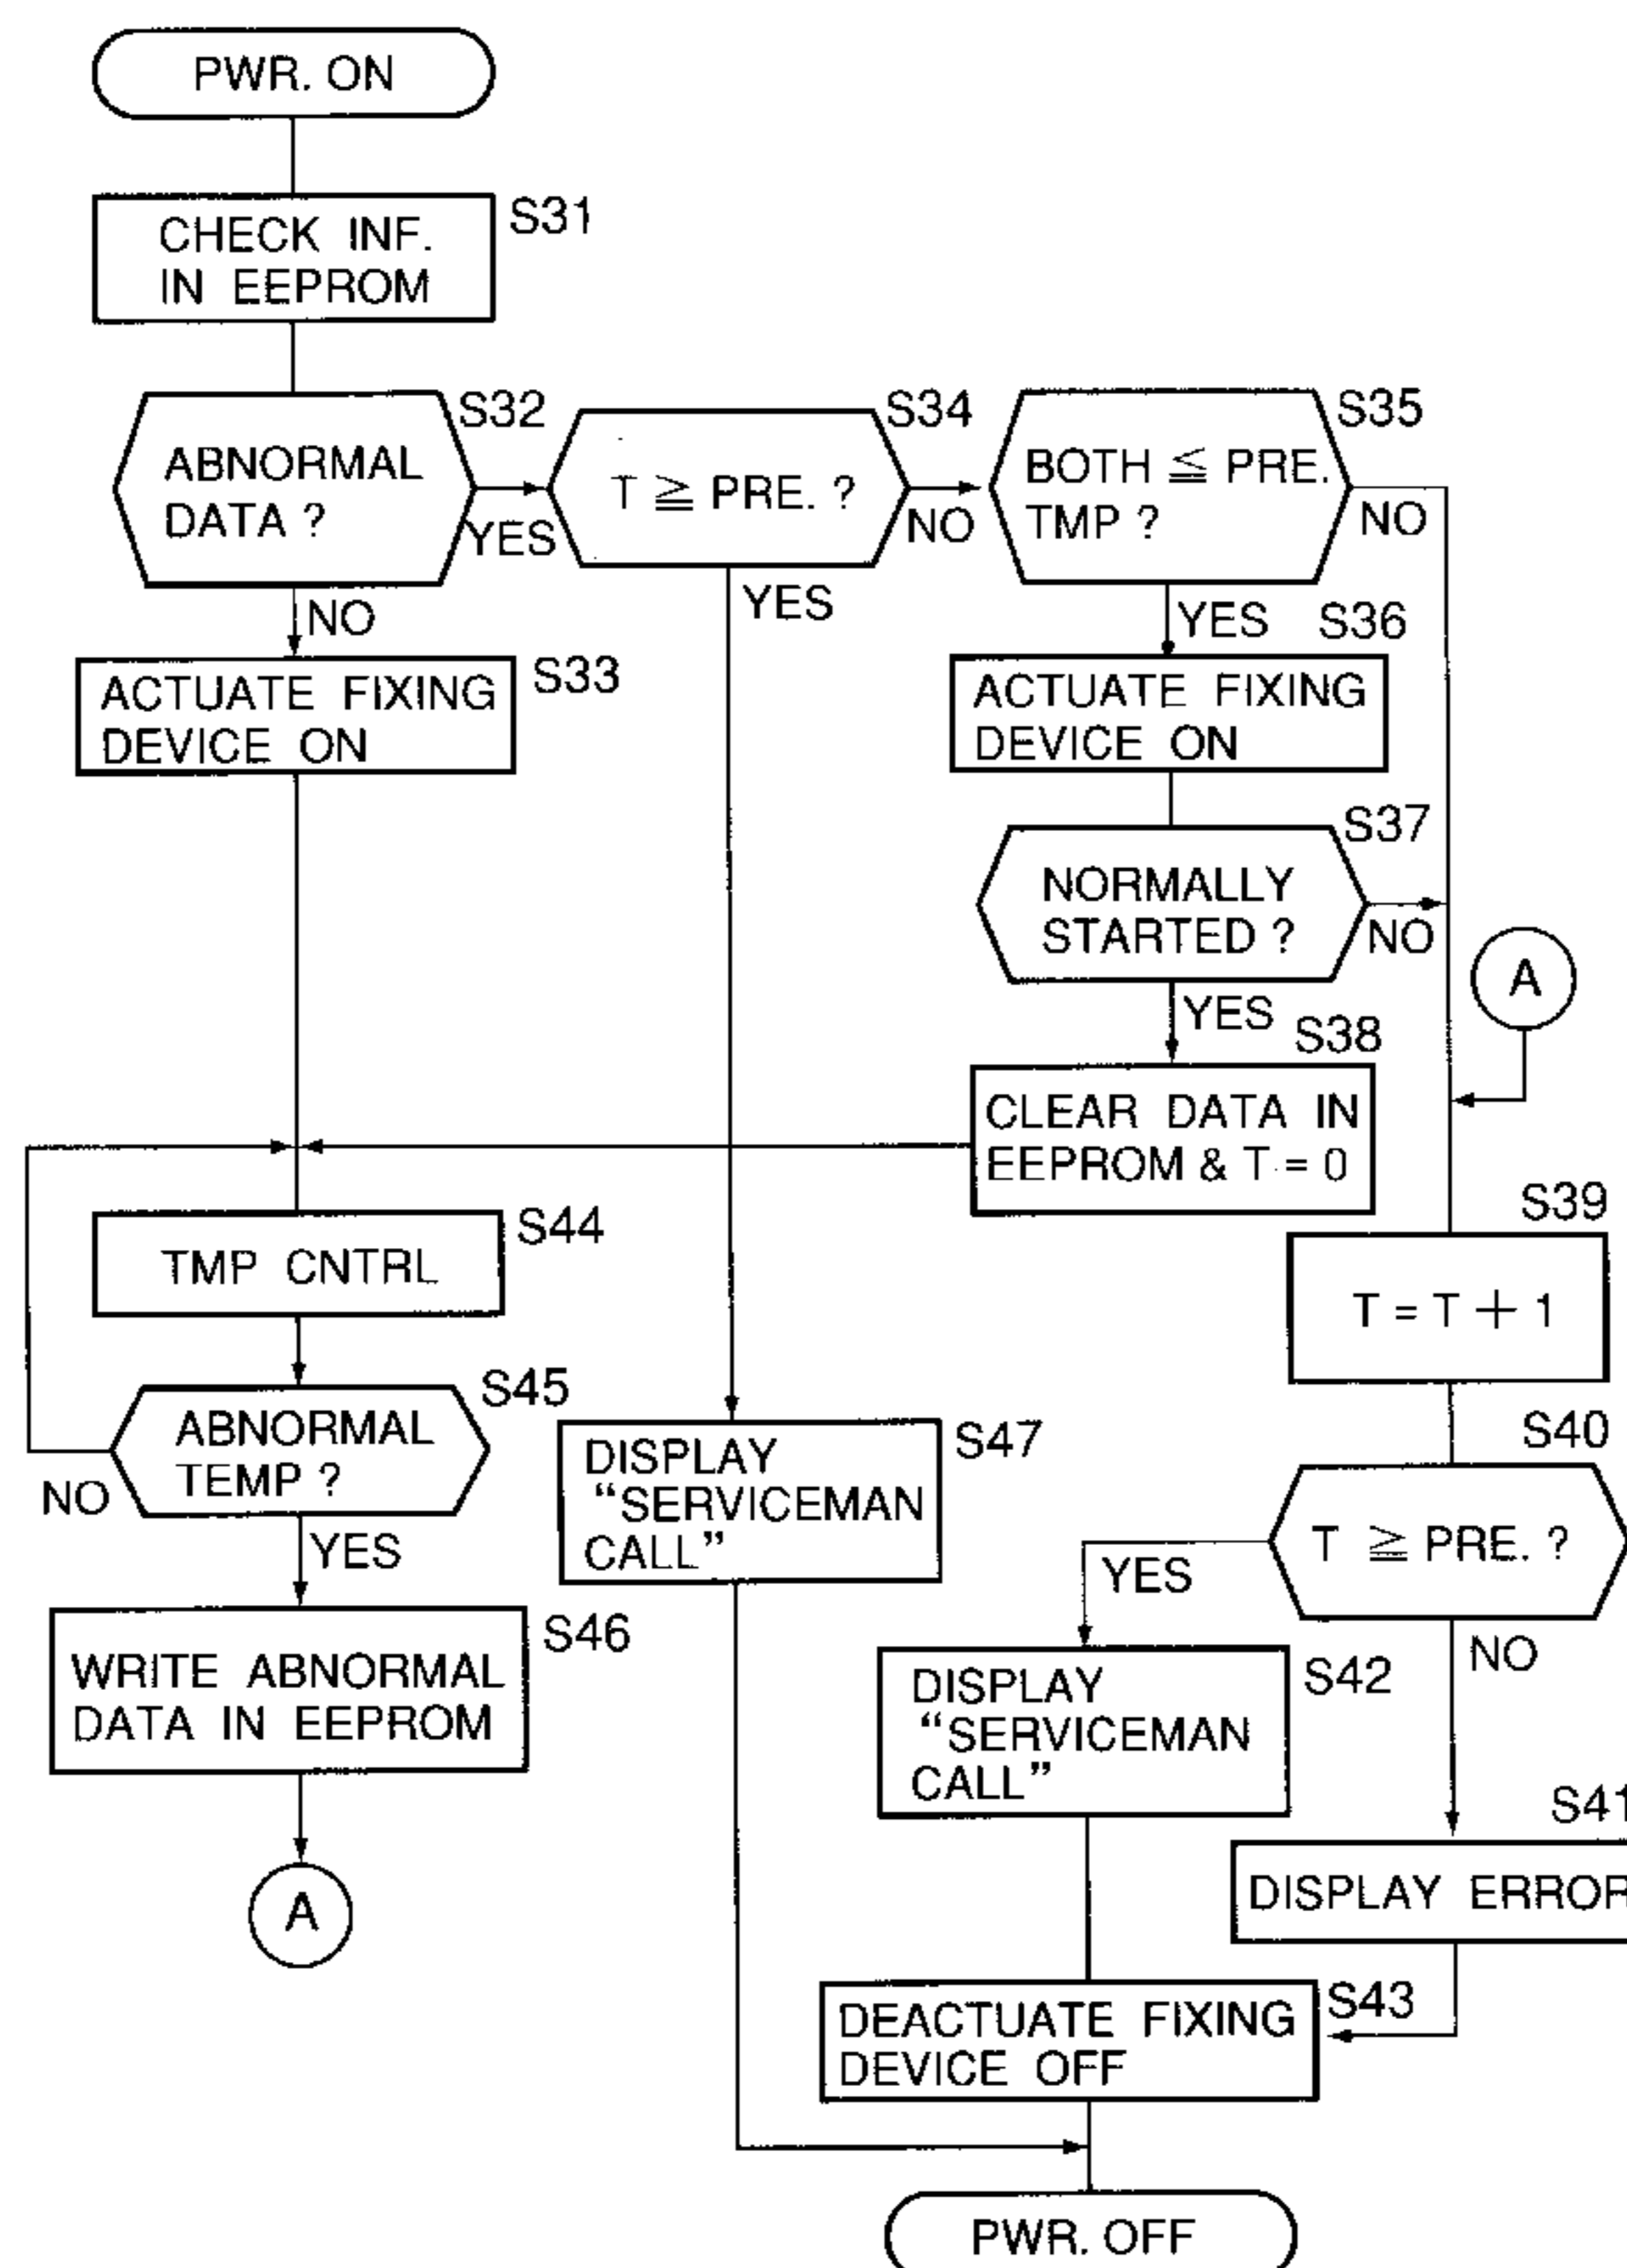 PWR. ON
CHECK INF.
IN EEPROM
S31
ABNORMAL
DATA ?
S32
YES
NO
T ≧ PRE. ?
S34
NO
YES
BOTH ≦ PRE.
TMP ?
S35
NO
YES
ACTUATE FIXING
DEVICE ON
S33
S36
ACTUATE FIXING
DEVICE ON
S37
NORMALLY
STARTED ?
NO
YES
A
S38
CLEAR DATA IN
EEPROM & T = 0
S39
T = T + 1
S44
TMP CNTRL
S45
ABNORMAL
TEMP ?
NO
YES
S47
DISPLAY
“SERVICEMAN
CALL”
S40
T ≧ PRE. ?
YES
NO
S46
WRITE ABNORMAL
DATA IN EEPROM
A
S42
DISPLAY
“SERVICEMAN
CALL”
S41
DISPLAY ERROR
S43
DEACTUATE FIXING
DEVICE OFF
PWR. OFF